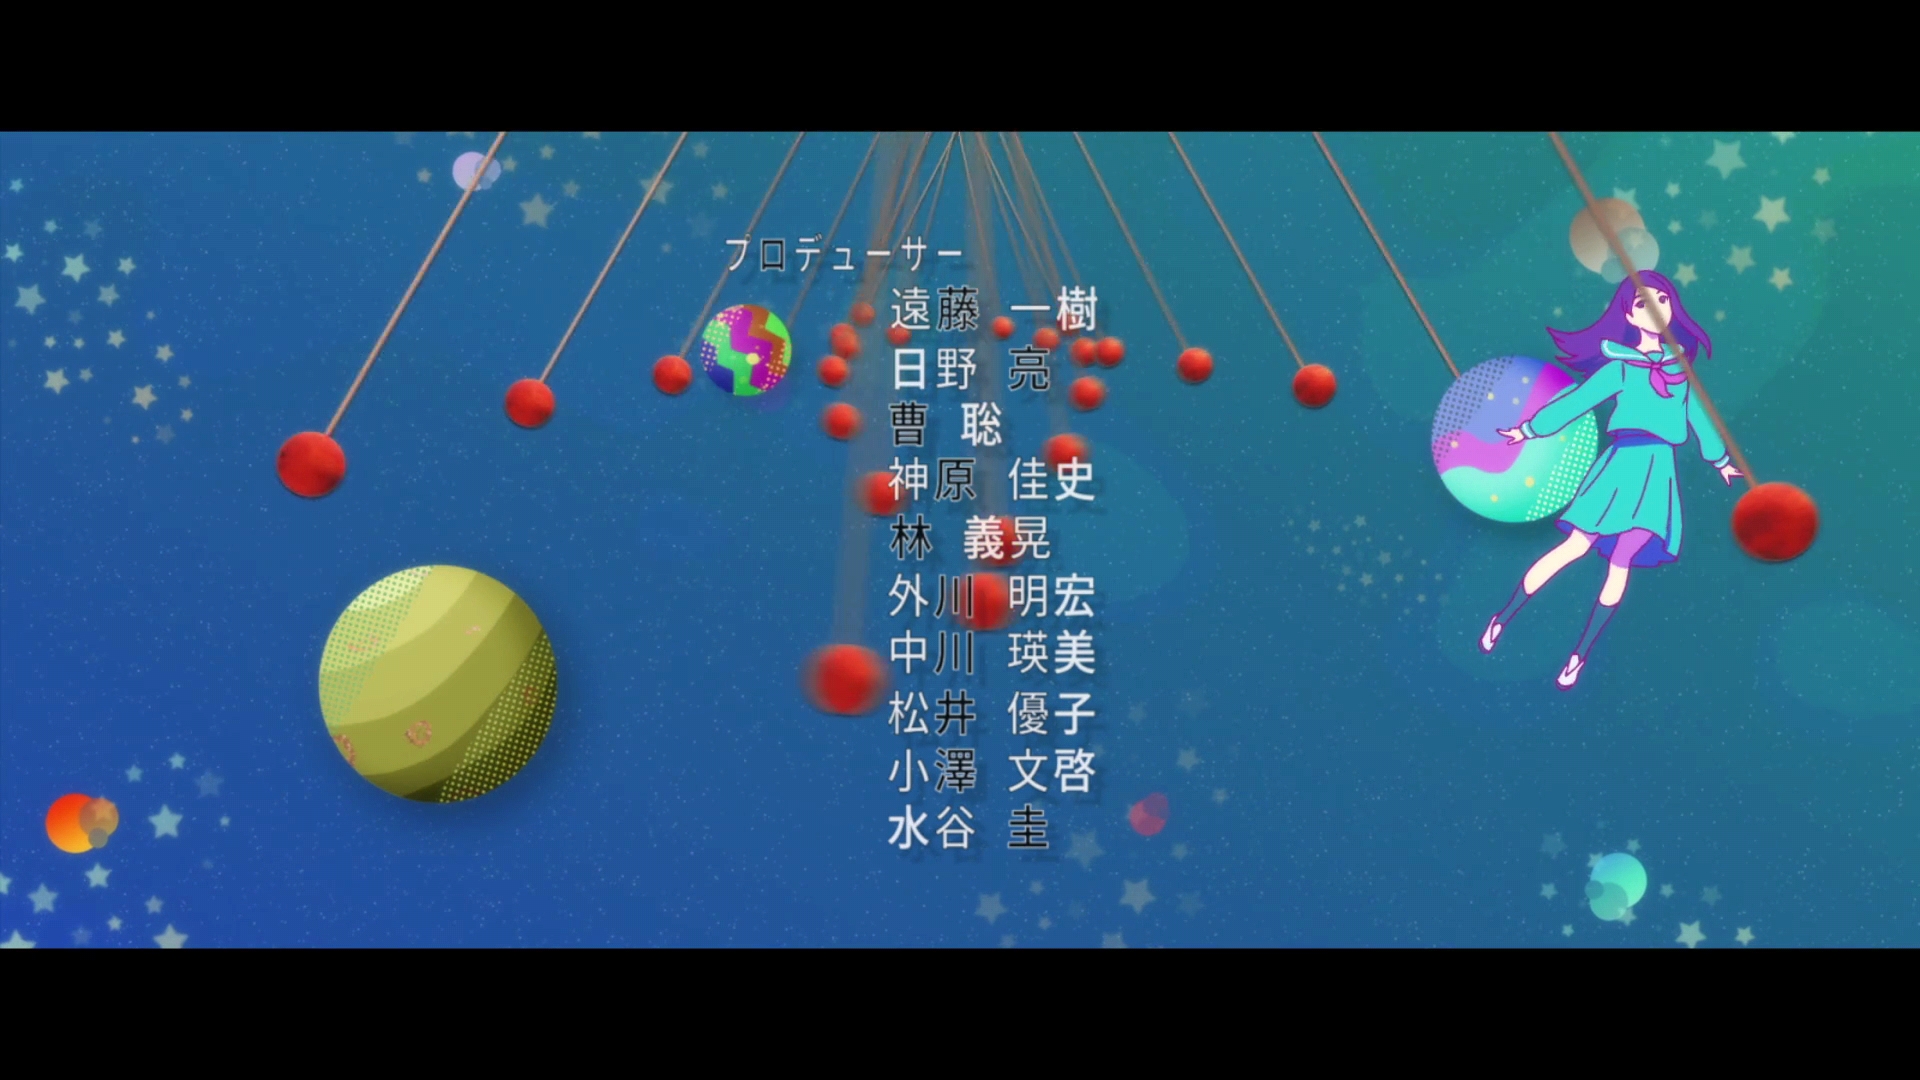 プロデューサー
遠藤 一樹
日野 亮
曹 聡
神原 佳史
林 義晃
外川 明宏
中川 瑛美
松井 優子
小澤 文啓
水谷 圭